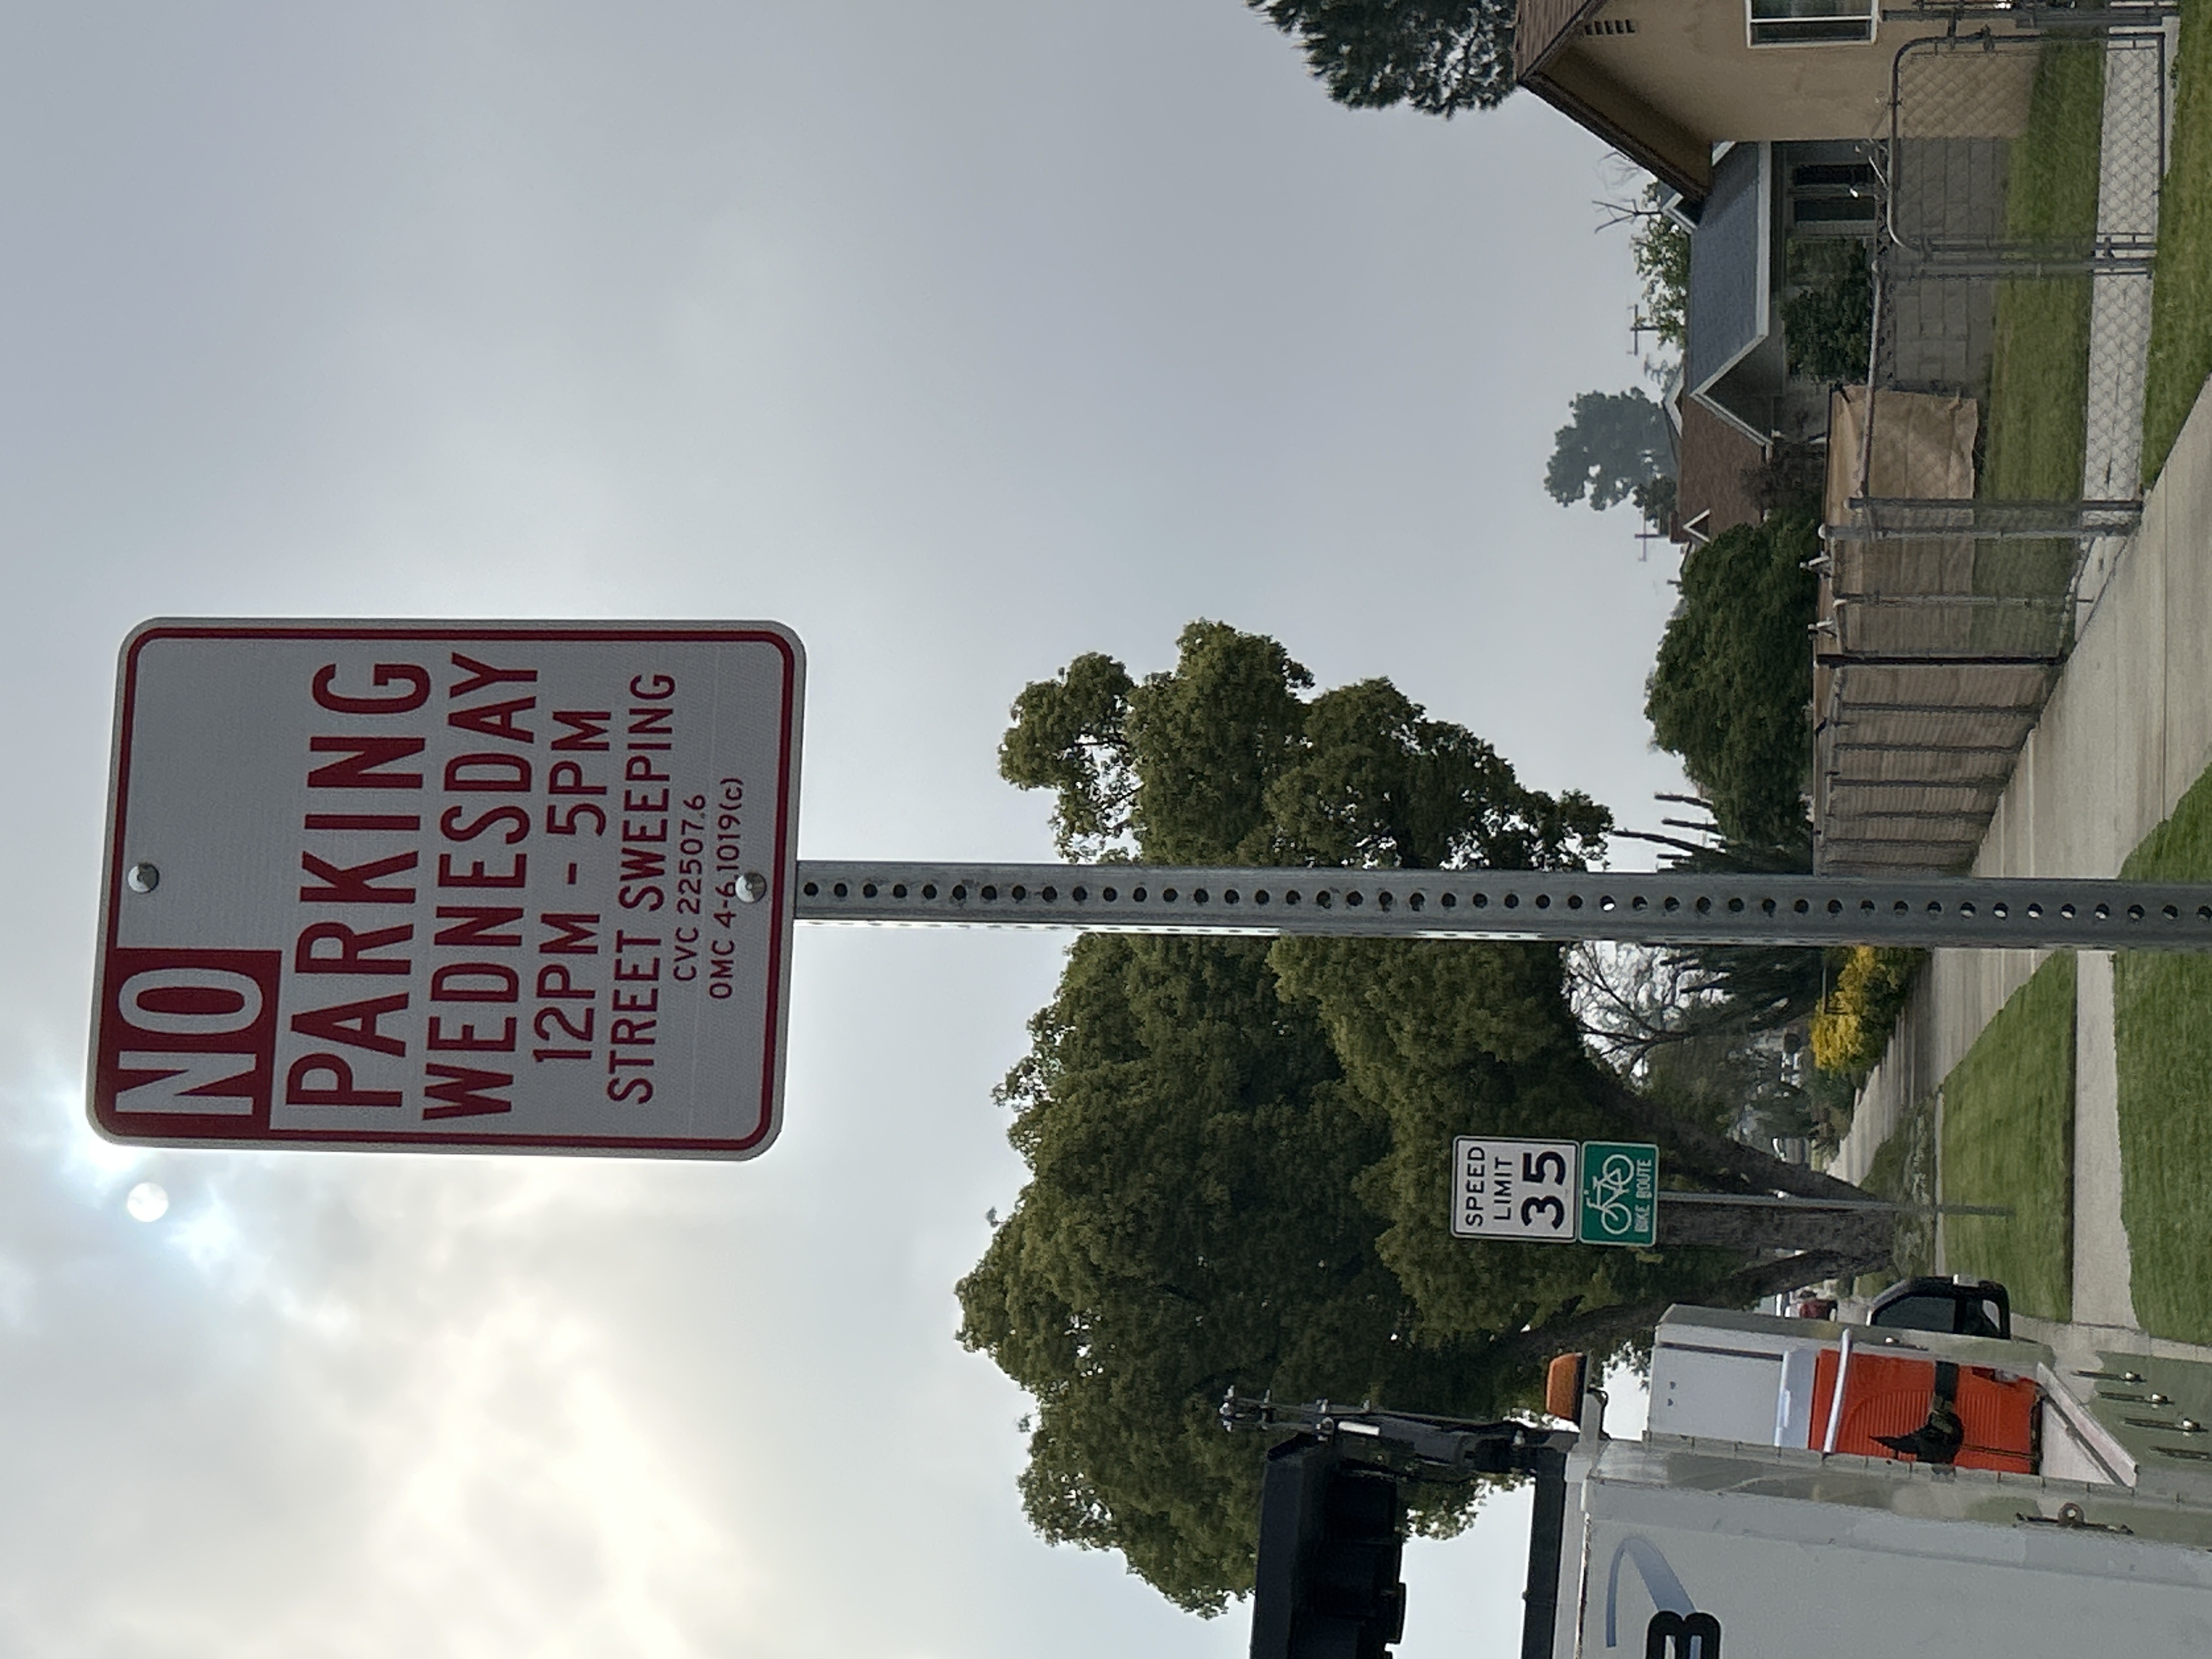 NO
PARKING
WEDNESDAY
12PM - 5PM
STREET SWEEPING
CVC 22507.6
OMC 4-6.1019(c)
SPEED
LIMIT
35
BIKE ROUTE
3